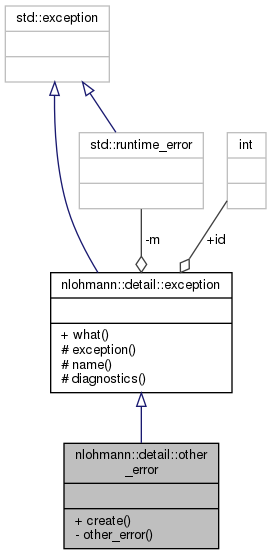 std::exception
std::runtime_error
int
-m
+id
nlohmann::detail::exception
+ what()
# exception()
# name()
# diagnostics()
nlohmann::detail::other
_error
+ create()
- other_error()